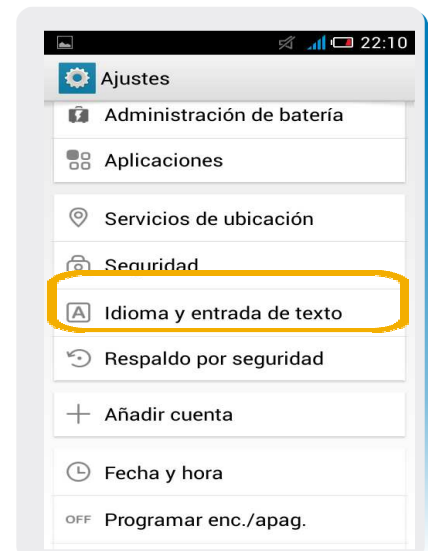 22:10
Ajustes
Administración de batería
Aplicaciones
Servicios de ubicación
Seguridad
A Idioma y entrada de texto
Respaldo por seguridad
Añadir cuenta
Fecha y hora
OFF Programar enc./apag.